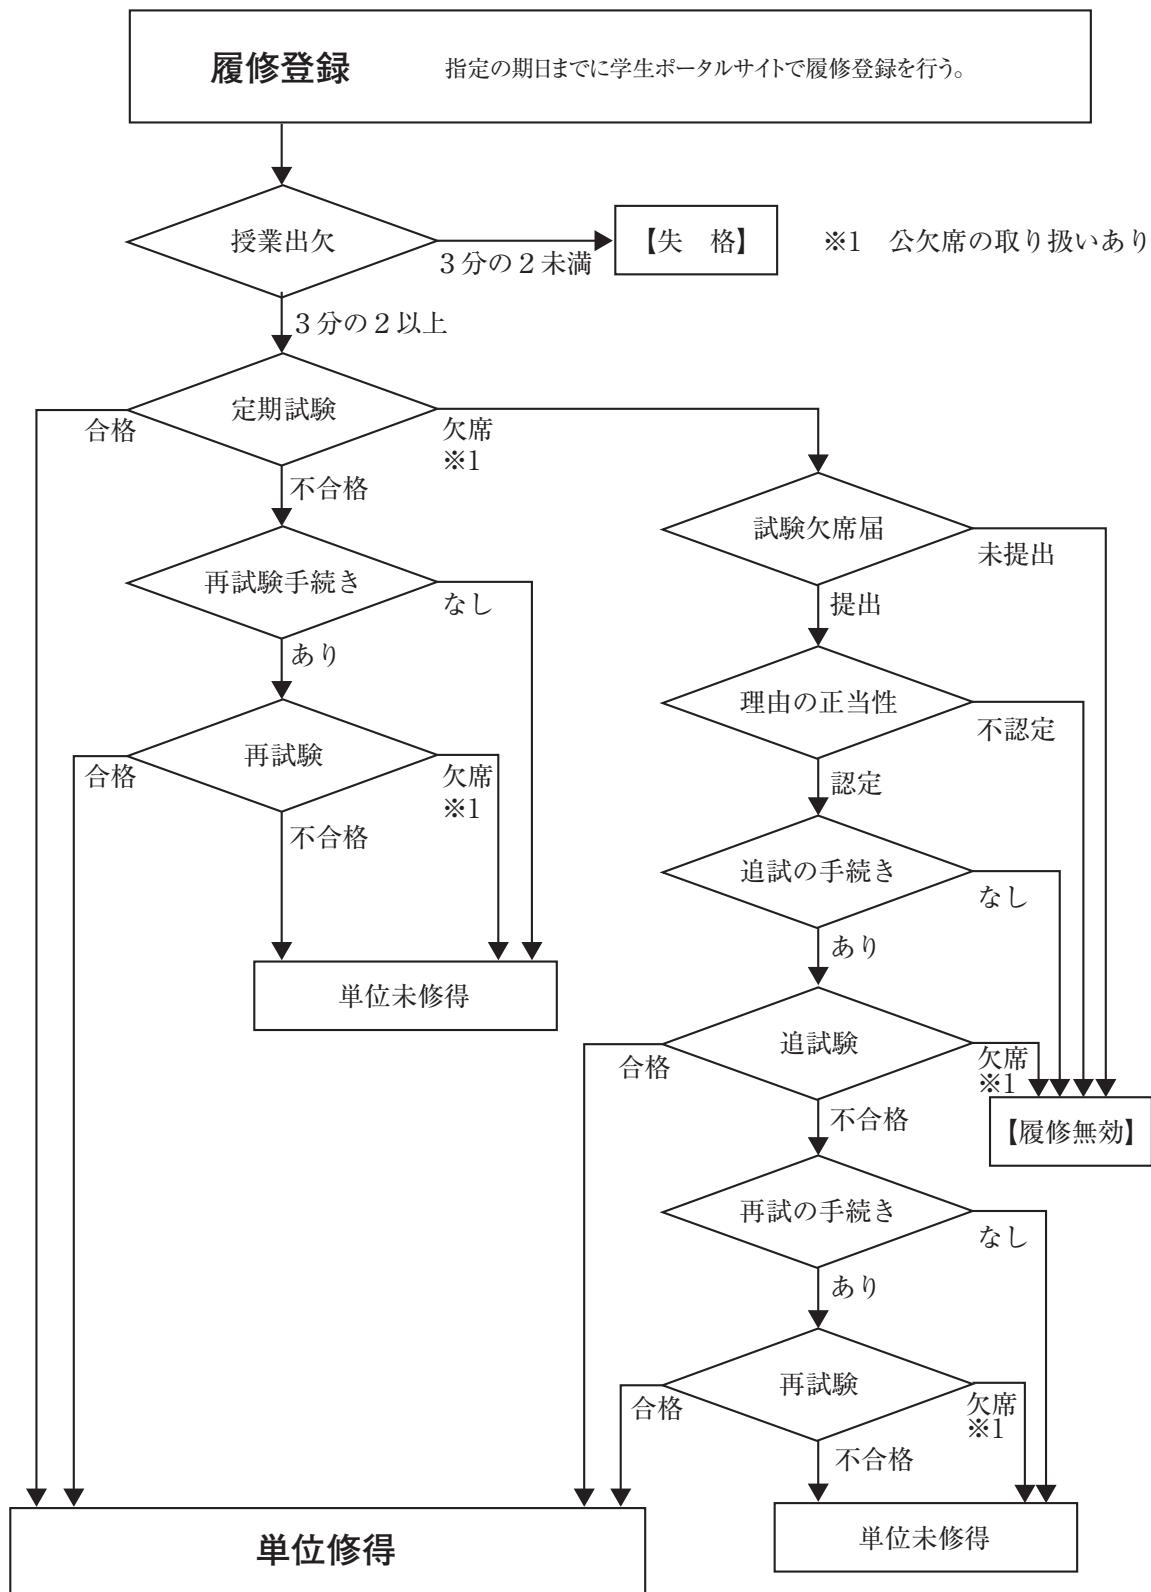 履修登録　指定の期日までに学生ポータルサイトで履修登録を行う。
授業出欠
【失　格】
※1　公欠席の取り扱いあり
３分の２未満
３分の２以上
定期試験
合格
欠席
※1
不合格
試験欠席届
未提出
提出
再試験手続き
なし
あり
理由の正当性
不認定
認定
再試験
合格
欠席
※1
不合格
追試の手続き
なし
あり
単位未修得
追試験
合格
欠席
※1
不合格
【履修無効】
再試の手続き
なし
あり
再試験
合格
欠席
※1
不合格
単位修得
単位未修得